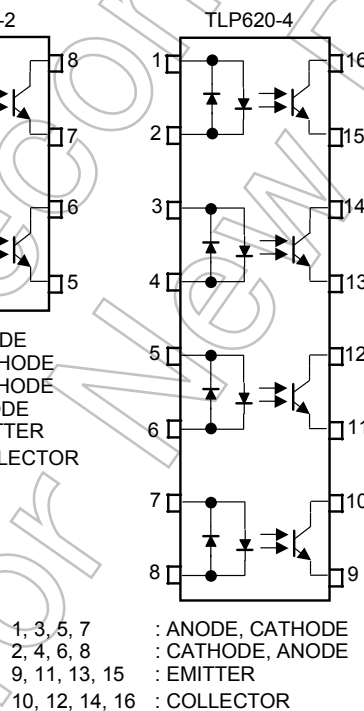 -2
TLP620-4
8
7
6
5
DE
HODE
HODE
DE
TTER
LECTOR
1
16
2
15
3
14
4
13
5
12
6
11
7
10
8
9
1, 3, 5, 7 : ANODE, CATHODE
2, 4, 6, 8 : CATHODE, ANODE
9, 11, 13, 15 : EMITTER
10, 12, 14, 16 : COLLECTOR